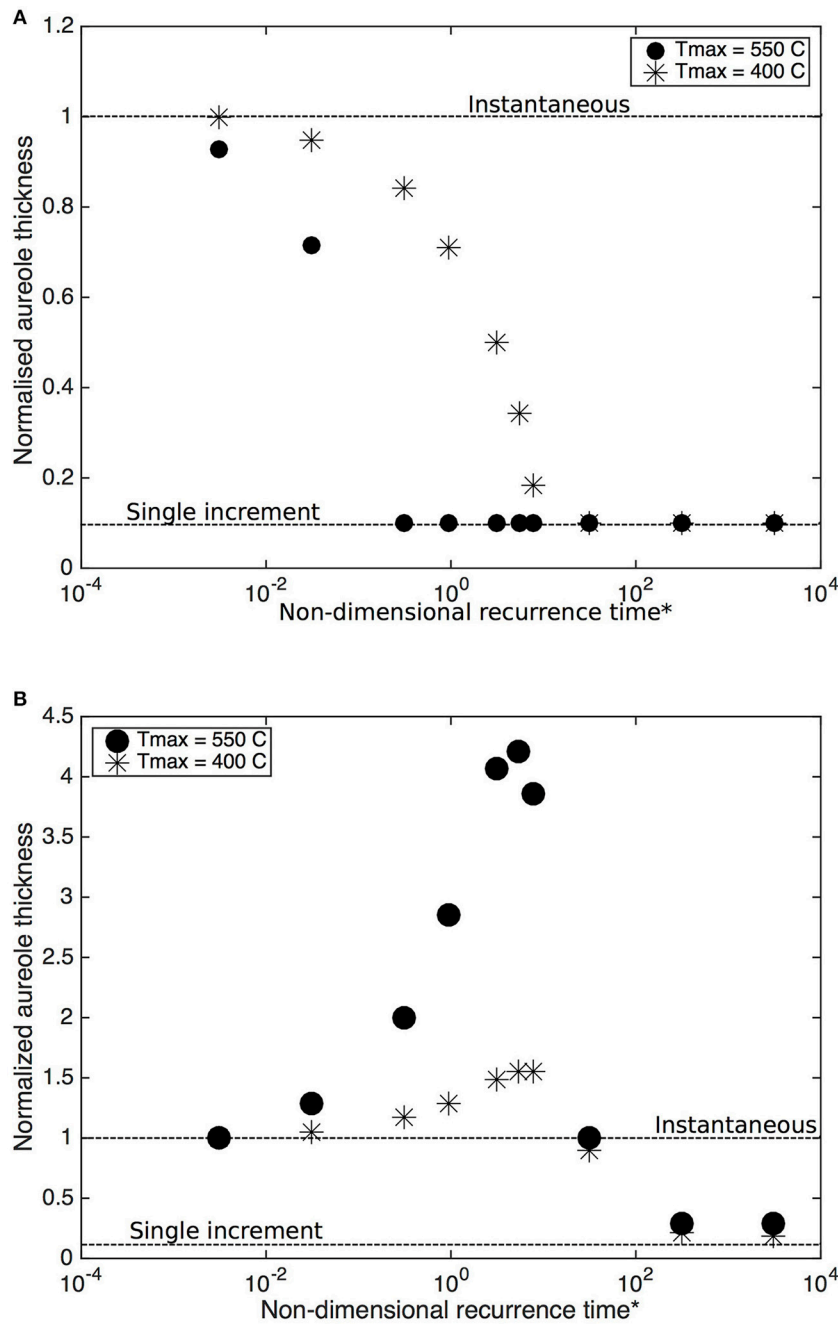 A
1.2
Tmax = 550 C
Tmax = 400 C
Instantaneous
1
0.8
0.6
0.4
0.2
Single increment
0
Normalised aureole thickness
10^-4
10^-2
10^0
10^2
10^4
Non-dimensional recurrence time*
B
4.5
Tmax = 550 C
Tmax = 400 C
4
3.5
3
2.5
2
1.5
Instantaneous
1
0.5
Single increment
0
Normalized aureole thickness
10^-4
10^-2
10^0
10^2
10^4
Non-dimensional recurrence time*